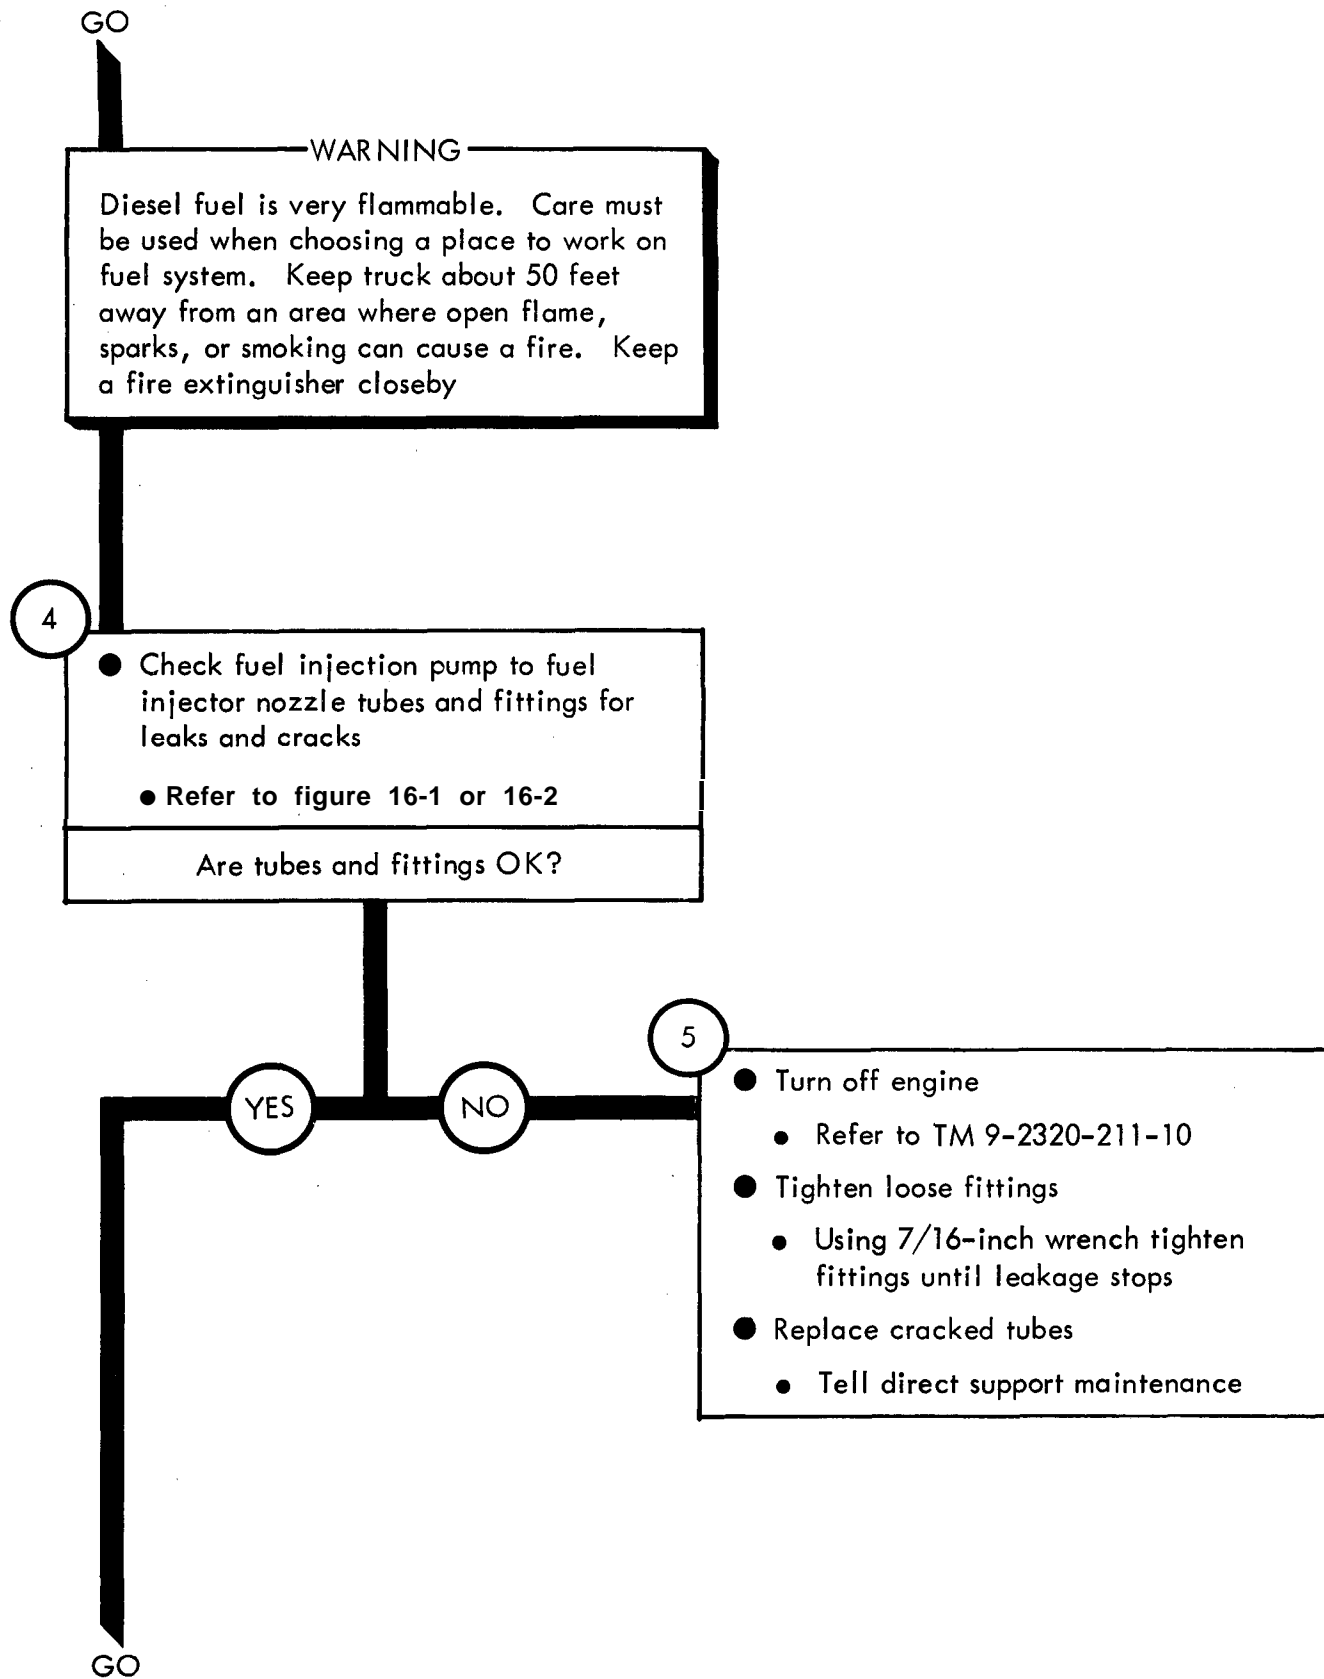 GO
WARNING
Diesel fuel is very flammable. Care must
be used when choosing a place to work on
fuel system. Keep truck about 50 feet
away from an area where open flame,
sparks, or smoking can cause a fire. Keep
a fire extinguisher closeby
4
● Check fuel injection pump to fuel
injector nozzle tubes and fittings for
leaks and cracks
● Refer to figure 16-1 or 16-2
Are tubes and fittings OK?
YES
NO
5
● Turn off engine
● Refer to TM 9-2320-211-10
● Tighten loose fittings
● Using 7/16-inch wrench tighten
fittings until leakage stops
● Replace cracked tubes
● Tell direct support maintenance
GO